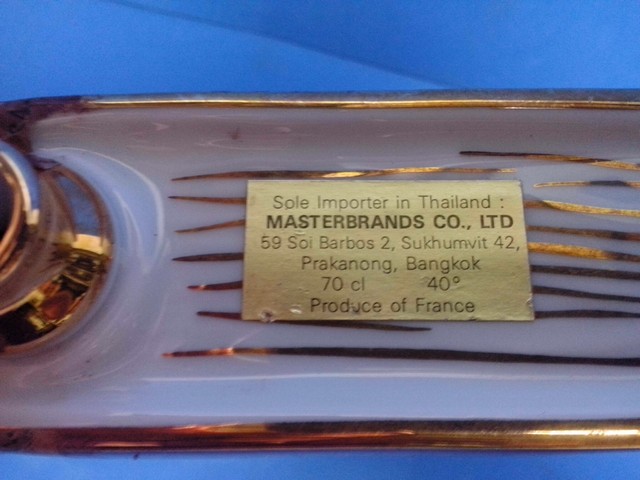 Sole Importer in Thailand :
MASTERBRANDS CO., LTD
59 Soi Barbos 2, Sukhumvit 42,
Prakanong, Bangkok
70 cl 40°
Produce of France